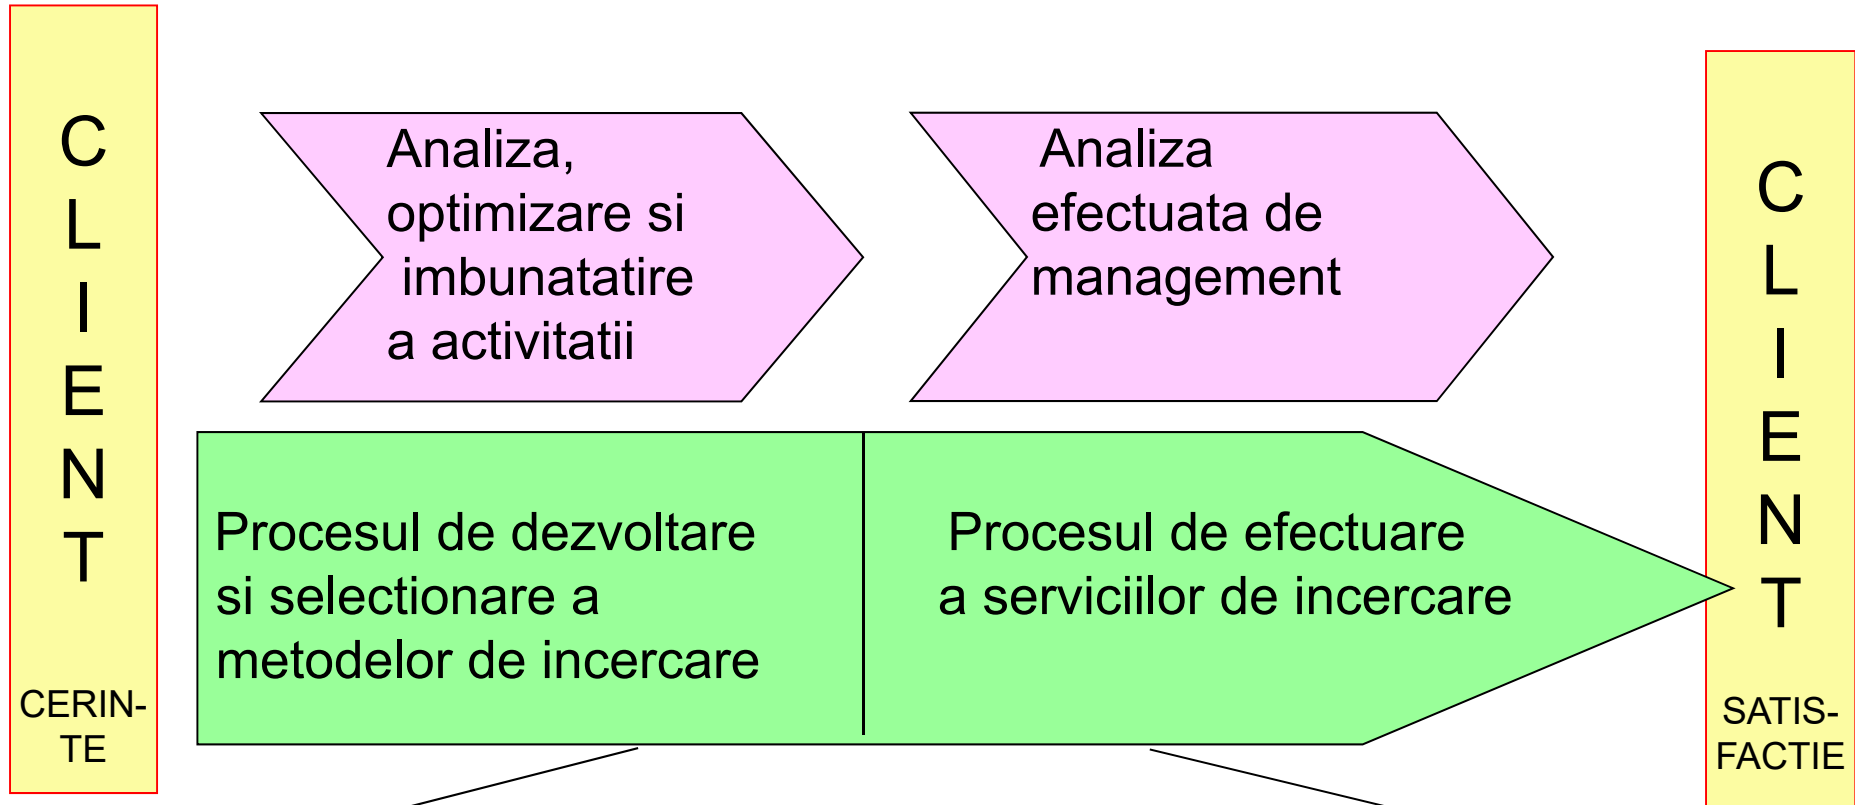 C
L
I
E
N
T
CERIN-
TE
Analiza,
optimizare si
imbunatatire
a activitatii
Analiza
efectuata de
management
Procesul de dezvoltare
si selectionare a
metodelor de incercare
Procesul de efectuare
a serviciilor de incercare
C
L
I
E
N
T
SATIS-
FACTIE